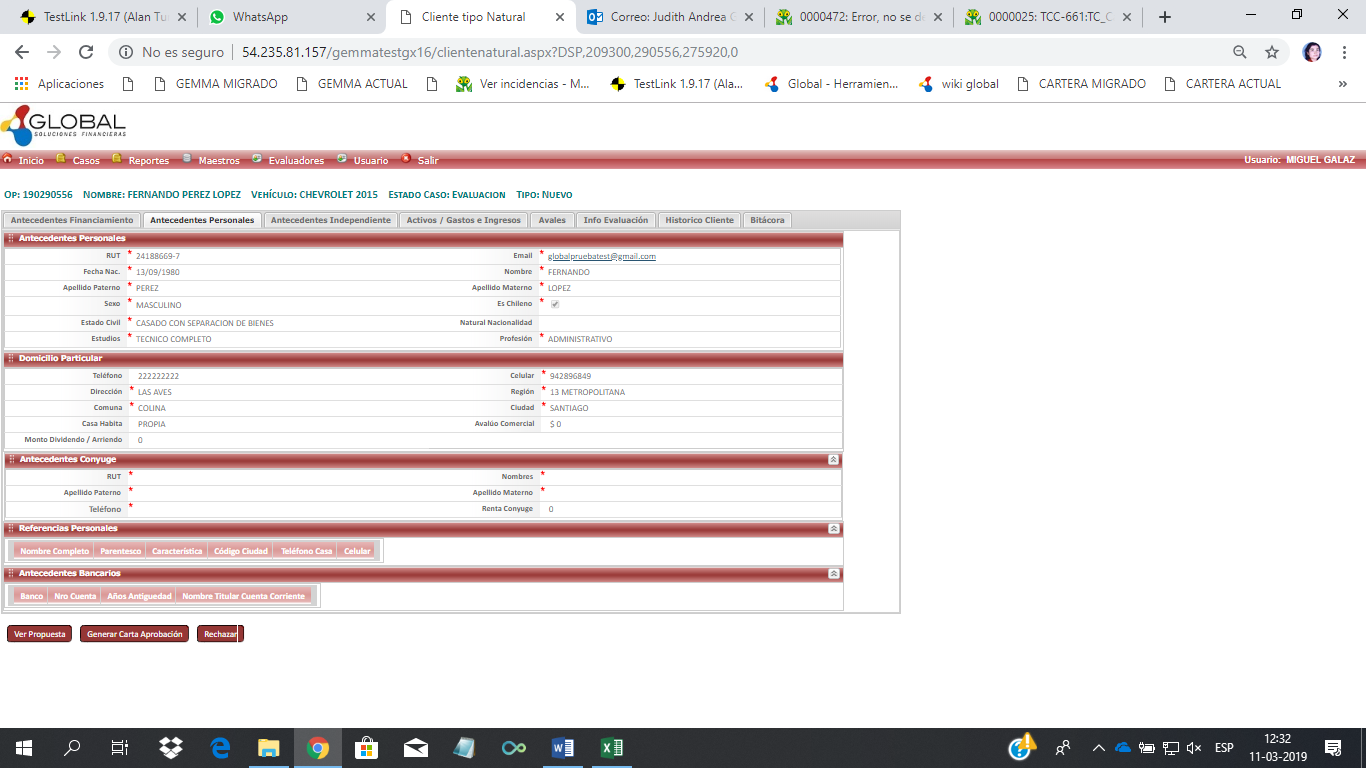 TestLink 1.9.17 (Alan Tu
WhatsApp
Cliente tipo Natural
Correo: Judith Andrea G
0000472: Error, no se de
0000025: TCC-661:TC_C
No es seguro
54.235.81.157/gemmatestgx16/clientenatural.aspx?DSP,209300,290556,275920,0
Aplicaciones
GEMMA MIGRADO
GEMMA ACTUAL
Ver incidencias - M...
TestLink 1.9.17 (Ala...
Global - Herramien...
wiki global
CARTERA MIGRADO
CARTERA ACTUAL
»
GLOBAL
SOLUCIONES FINANCIERAS
Inicio Casos Reportes Maestros Evaluadores Usuario Salir
Usuario: MIGUEL GALAZ
OP: 190290556 NOMBRE: FERNANDO PEREZ LOPEZ VEHÍCULO: CHEVROLET 2015 ESTADO CASO: EVALUACION TIPO: NUEVO
Antecedentes Financiamiento
Antecedentes Personales
Antecedentes Independiente
Activos / Gastos e Ingresos
Avales
Info Evaluación
Historico Cliente
Bitácora
Antecedentes Personales
RUT * 24188669-7 Email * globalpruebatest@gmail.com
Fecha Nac. * 13/09/1980 Nombre * FERNANDO
Apellido Paterno * PEREZ Apellido Materno * LOPEZ
Sexo * MASCULINO Es Chileno *
Estado Civil * CASADO CON SEPARACION DE BIENES Natural Nacionalidad
Estudios * TECNICO COMPLETO Profesión * ADMINISTRATIVO
Domicilio Particular
Teléfono 222222222 Celular * 942896849
Dirección * LAS AVES Región * 13 METROPOLITANA
Comuna * COLINA Ciudad * SANTIAGO
Casa Habita PROPIA Avalúo Comercial $ 0
Monto Dividendo / Arriendo 0
Antecedentes Conyuge
RUT * Nombres *
Apellido Paterno * Apellido Materno *
Teléfono * Renta Conyuge 0
Referencias Personales
Nombre Completo Parentesco Característica Código Ciudad Teléfono Casa Celular
Antecedentes Bancarios
Banco Nro Cuenta Años Antiguedad Nombre Titular Cuenta Corriente
Ver Propuesta
Generar Carta Aprobación
Rechazar
ESP
12:32
11-03-2019